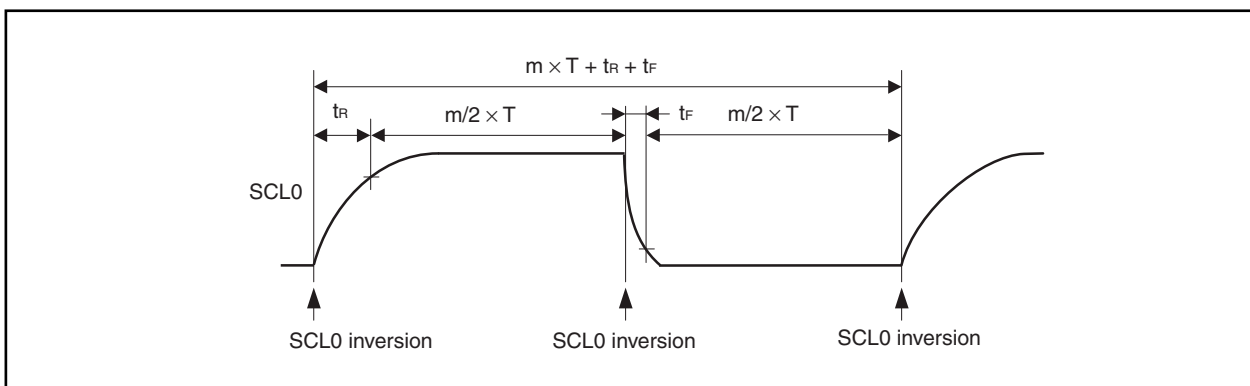 m × T + tR + tF
tR
m/2 × T
tF
m/2 × T
SCL0
SCL0 inversion
SCL0 inversion
SCL0 inversion